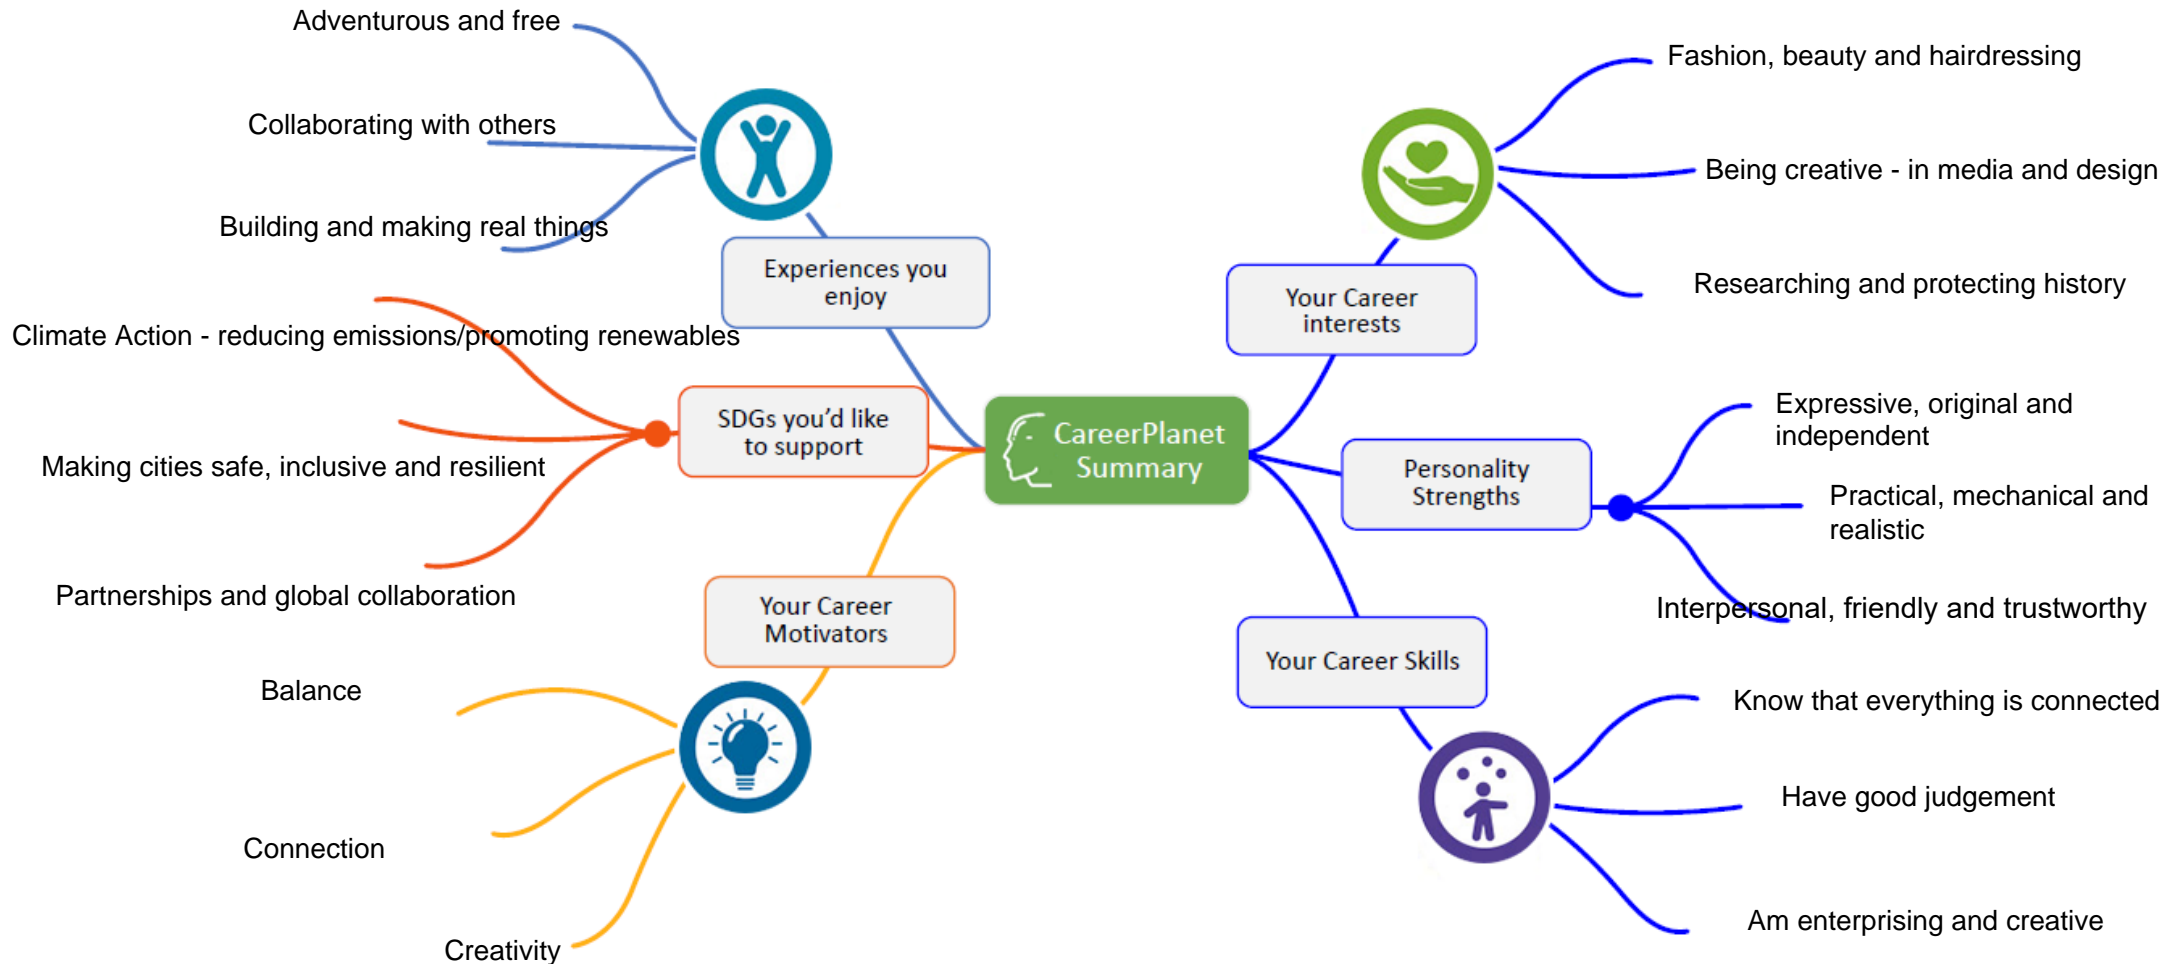 Adventurous and free
Collaborating with others
Building and making real things
Experiences you
enjoy
Climate Action - reducing emissions/promoting renewables
SDGs you’d like
to support
Making cities safe, inclusive and resilient
Partnerships and global collaboration
Your Career
Motivators
Balance
Connection
Creativity
CareerPlanet
Summary
Fashion, beauty and hairdressing
Being creative - in media and design
Researching and protecting history
Your Career
interests
Personality
Strengths
Expressive, original and
independent
Practical, mechanical and
realistic
Interpersonal, friendly and trustworthy
Your Career Skills
Know that everything is connected
Have good judgement
Am enterprising and creative